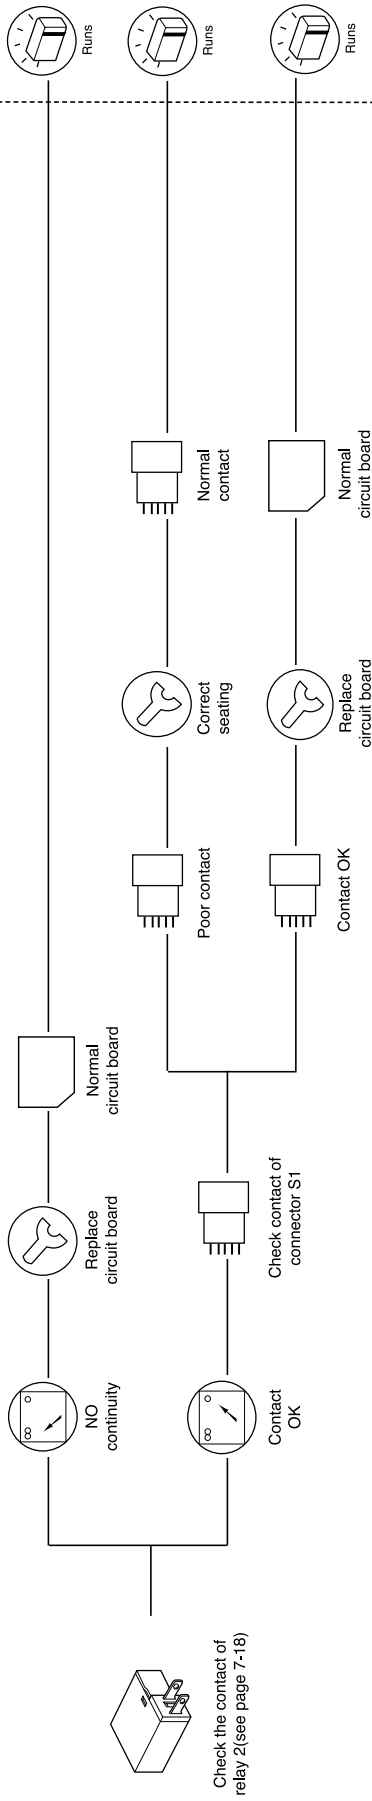 Check the contact of
relay 2(see page 7-18)
NO
continuity
Replace
circuit board
Normal
circuit board
Runs
Contact
OK
Check contact of
connector S1
Poor contact
Correct
seating
Normal
contact
Runs
Contact OK
Replace
circuit board
Normal
circuit board
Runs